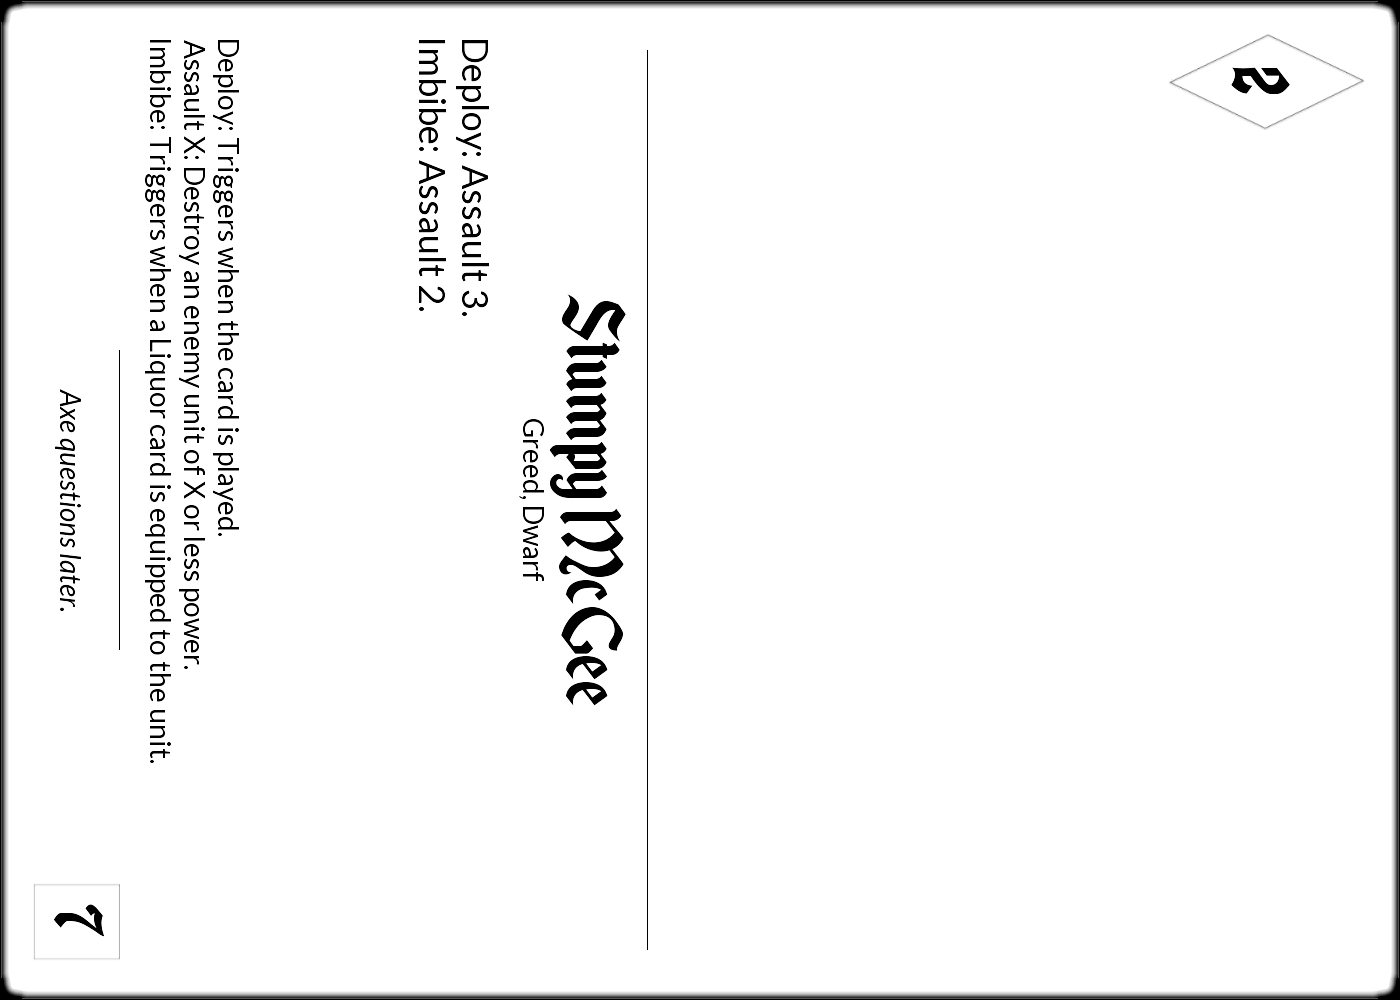 2
Stumpy McGee
Greed, Dwarf
Deploy: Assault 3.
Imbibe: Assault 2.
Deploy: Triggers when the card is played.
Assault X: Destroy an enemy unit of X or less power.
Imbibe: Triggers when a Liquor card is equipped to the unit.
Axe questions later.
7